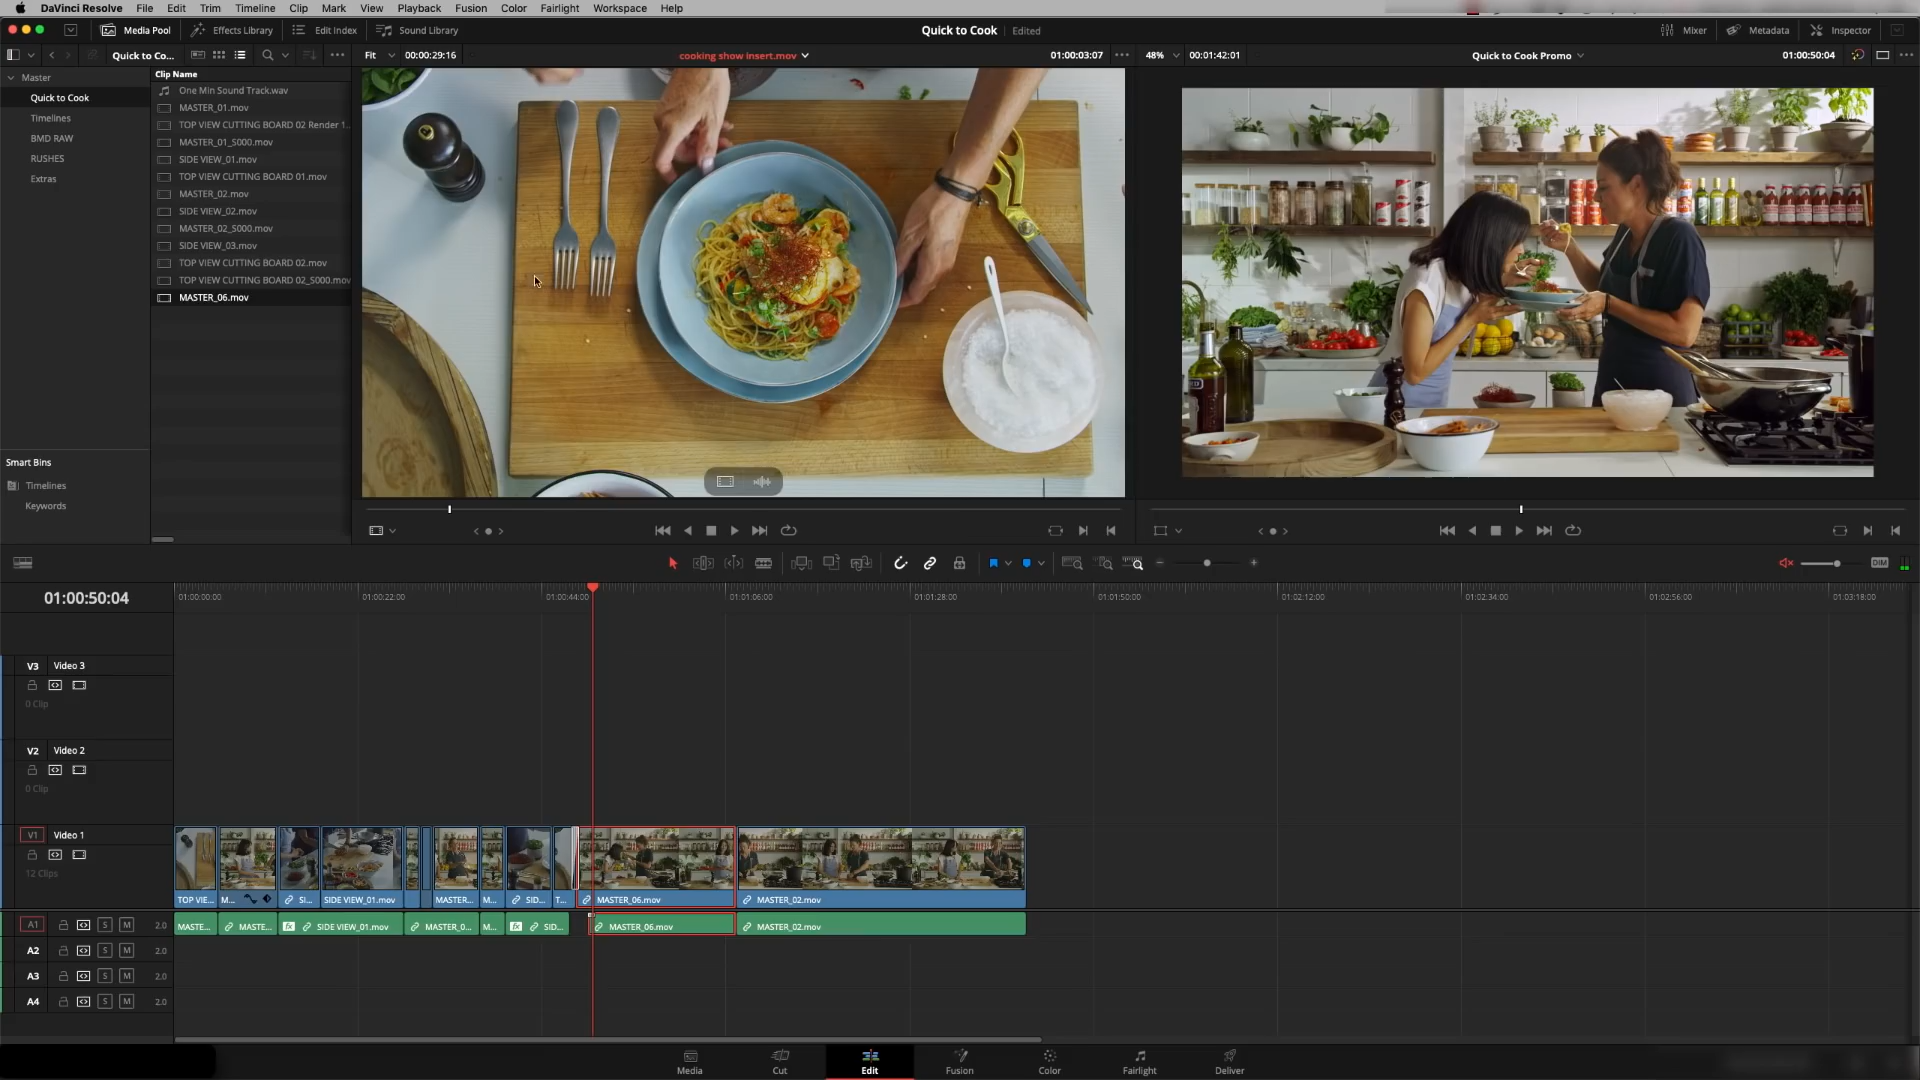 DaVinci Resolve File Edit Trim Timeline Clip Mark View Playback Fusion Color Fairlight Workspace Help
Media Pool Effects Library Edit Index Sound Library Quick to Cook Edited Mixer Metadata Inspector
Quick to Co... Fit 00:00:29:16 cooking show insert.mov 01:00:03:07 48% 00:01:42:01 Quick to Cook Promo 01:00:50:04
Master
Quick to Cook
Timelines
BMD RAW
RUSHES
Extras
Smart Bins
Timelines
Keywords
Clip Name
One Min Sound Track.wav
MASTER_01.mov
TOP VIEW CUTTING BOARD 02 Render 1...
MASTER_01_S000.mov
SIDE VIEW_01.mov
TOP VIEW CUTTING BOARD 01.mov
MASTER_02.mov
SIDE VIEW_02.mov
MASTER_02_S000.mov
SIDE VIEW_03.mov
TOP VIEW CUTTING BOARD 02.mov
TOP VIEW CUTTING BOARD 02_S000.mov
MASTER_06.mov
DIM
01:00:50:04
01:00:00:00 01:00:22:00 01:00:44:00 01:01:06:00 01:01:28:00 01:01:50:00 01:02:12:00 01:02:34:00 01:02:56:00 01:03:18:00
V3 Video 3
0 Clip
V2 Video 2
0 Clip
V1 Video 1
12 Clips
TOP VIE... M... SI... SIDE VIEW_01.mov MASTER... M... SID... T... MASTER_06.mov MASTER_02.mov
A1 S M 2.0 MASTE... MASTE... fx SIDE VIEW_01.mov MASTER_0... M... fx SID... MASTER_06.mov MASTER_02.mov
A2 S M 2.0
A3 S M 2.0
A4 S M 2.0
Media Cut Edit Fusion Color Fairlight Deliver